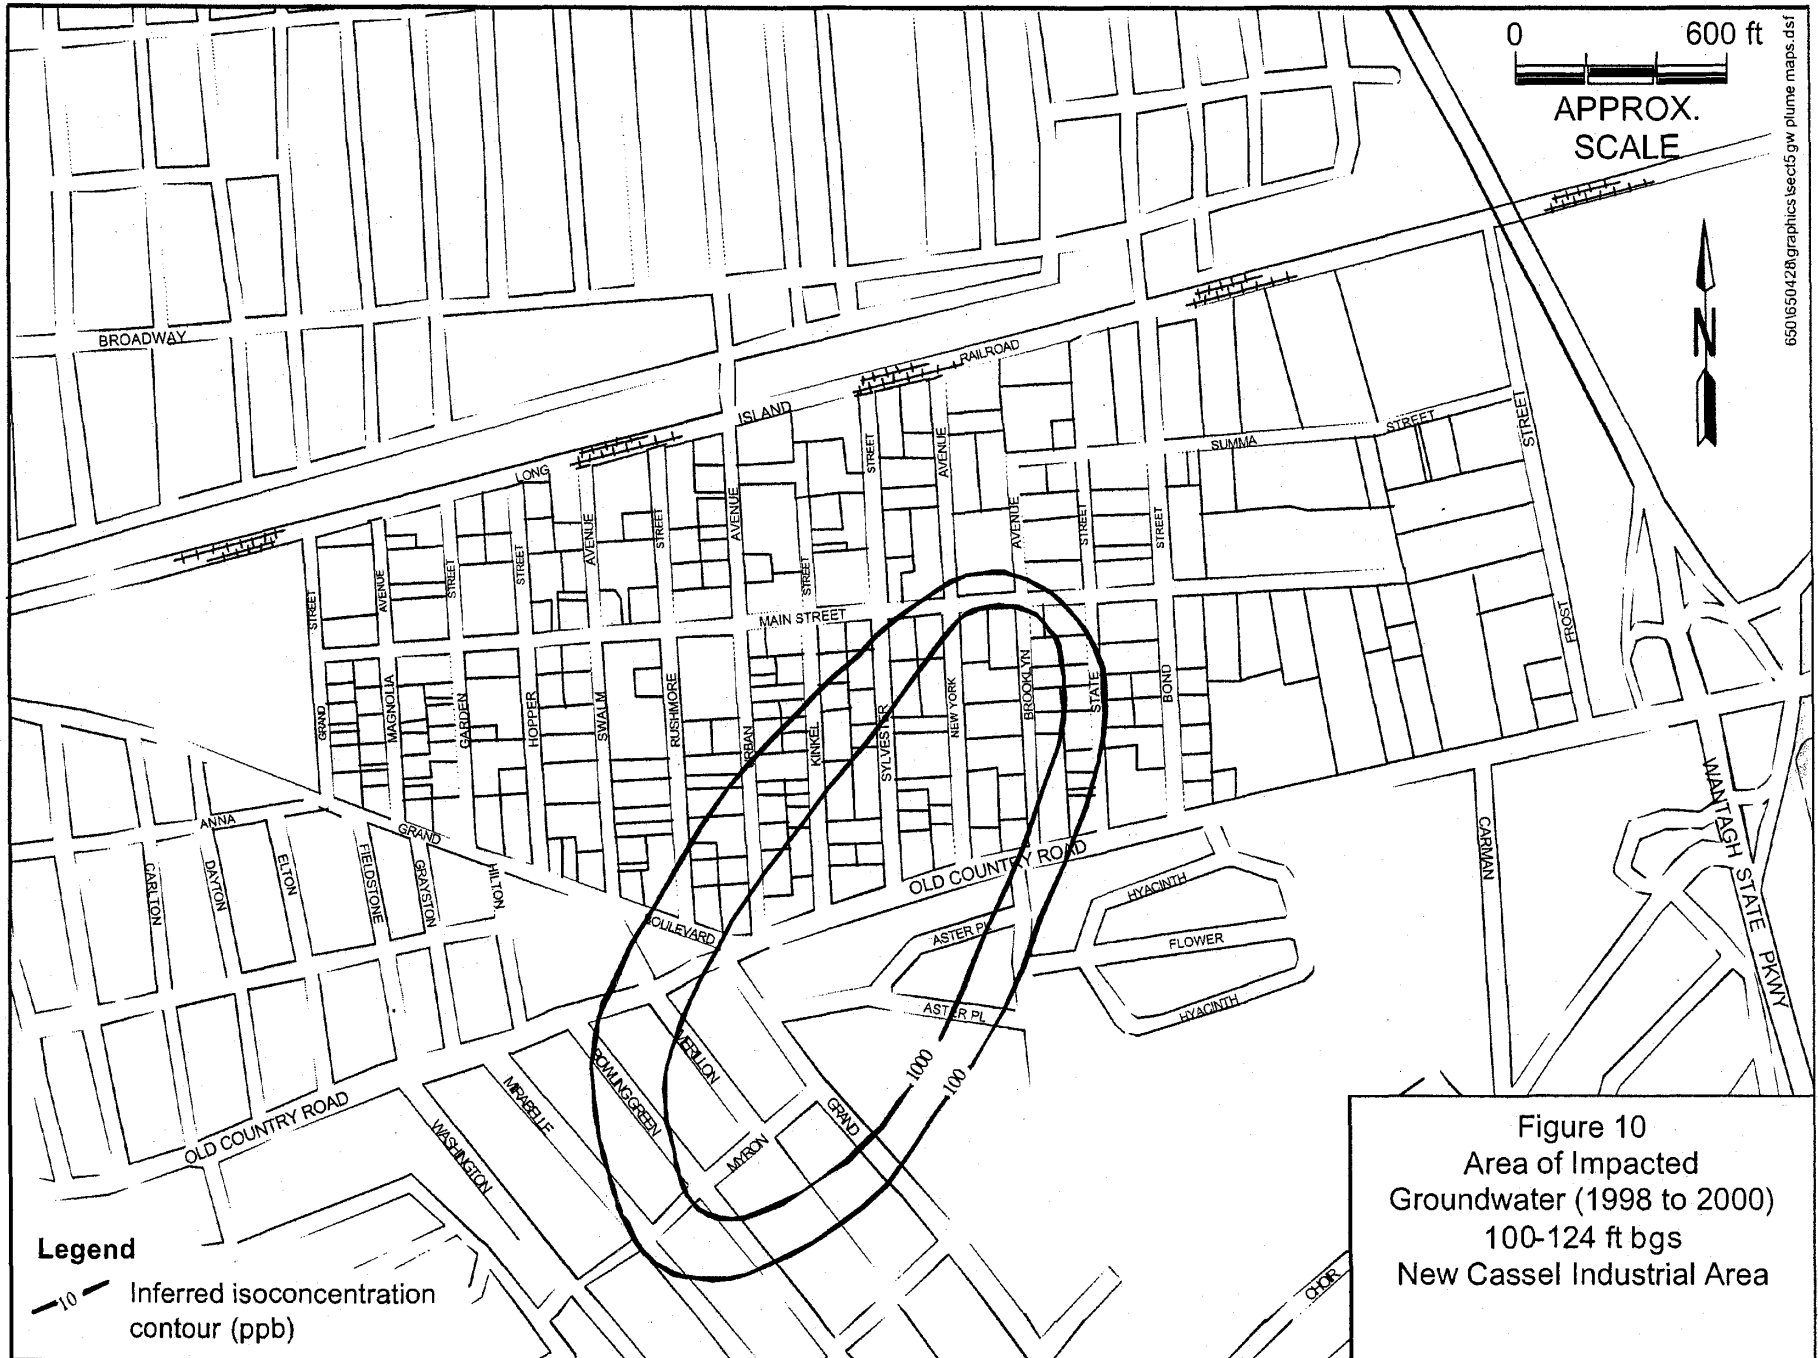 0 600 ft
APPROX.
SCALE
650\650428\graphics\sect5gw plume maps.dsf
N
BROADWAY
LONG
ISLAND
RAILROAD
SUMMA
STREET
STREET
STREET
AVENUE
STREET
STREET
AVENUE
STREET
AVENUE
STREET
STREET
AVENUE
AVENUE
STREET
STREET
MAIN STREET
FROST
GRAND
MAGNOLIA
GARDEN
HOPPER
SWALM
RUSHMORE
KINKEL
SYLVESTER
NEW YORK
BROOKLYN
STATE
BOND
ANNA
GRAND
BOULEVARD
CARLTON
DAYTON
ELTON
FIELDSTONE
GRAYSTON
HILTON
OLD COUNTRY ROAD
HYACINTH
ASTER PL
FLOWER
HYACINTH
ASTER PL
CARMAN
WANTAGH STATE PKWY
OLD COUNTRY ROAD
WASHINGTON
MIRABELLE
BOWLING GREEN
MERILLON
MYRON
GRAND
1000
100
CHOIR
Legend
10 Inferred isoconcentration
contour (ppb)
Figure 10
Area of Impacted
Groundwater (1998 to 2000)
100-124 ft bgs
New Cassel Industrial Area